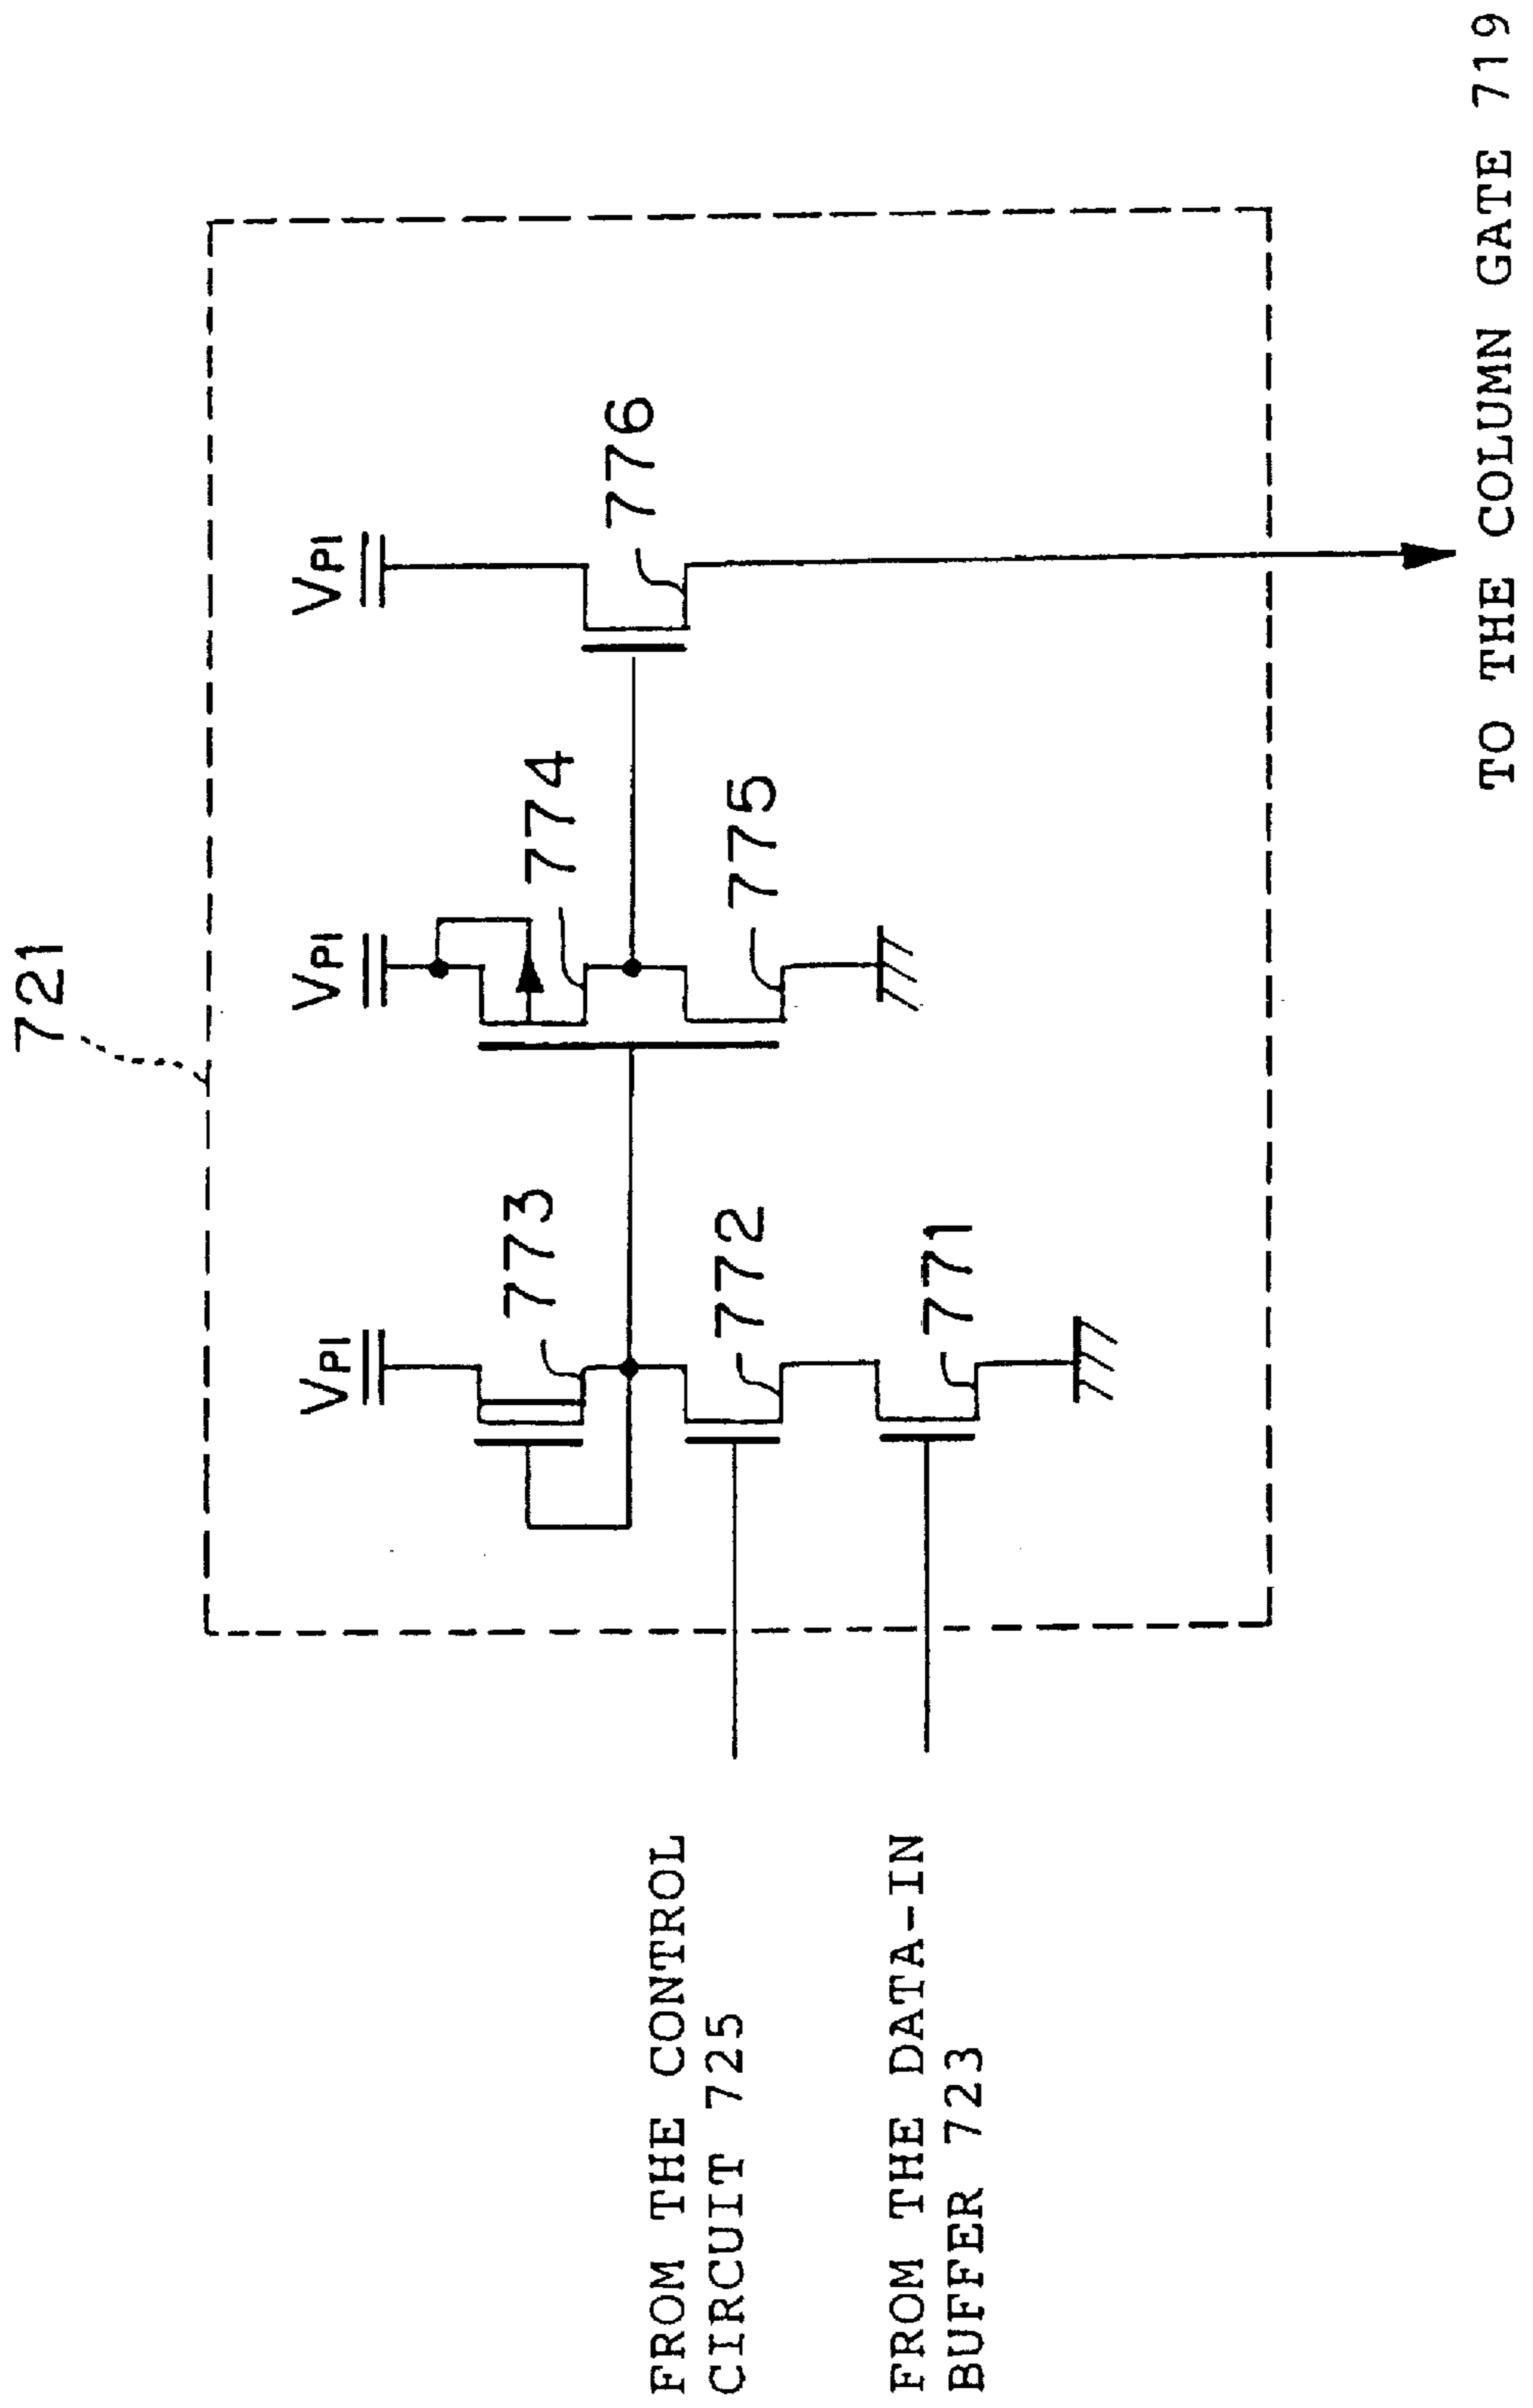 721
VPI
VPI
VPI
773
774
776
772
775
771
FROM THE CONTROL
CIRCUIT 725
FROM THE DATA-IN
BUFFER 723
TO THE COLUMN GATE 719